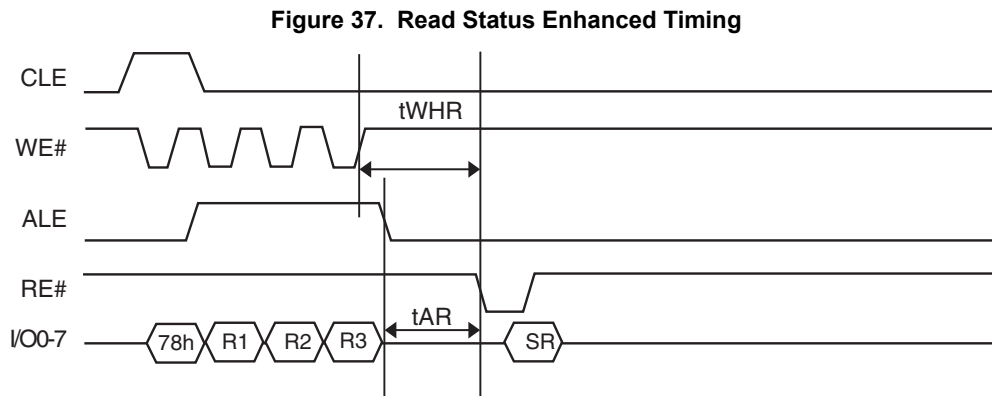 Figure 37. Read Status Enhanced Timing
CLE
tWHR
WE#
ALE
RE#
tAR
I/O0-7
78h R1 R2 R3 SR